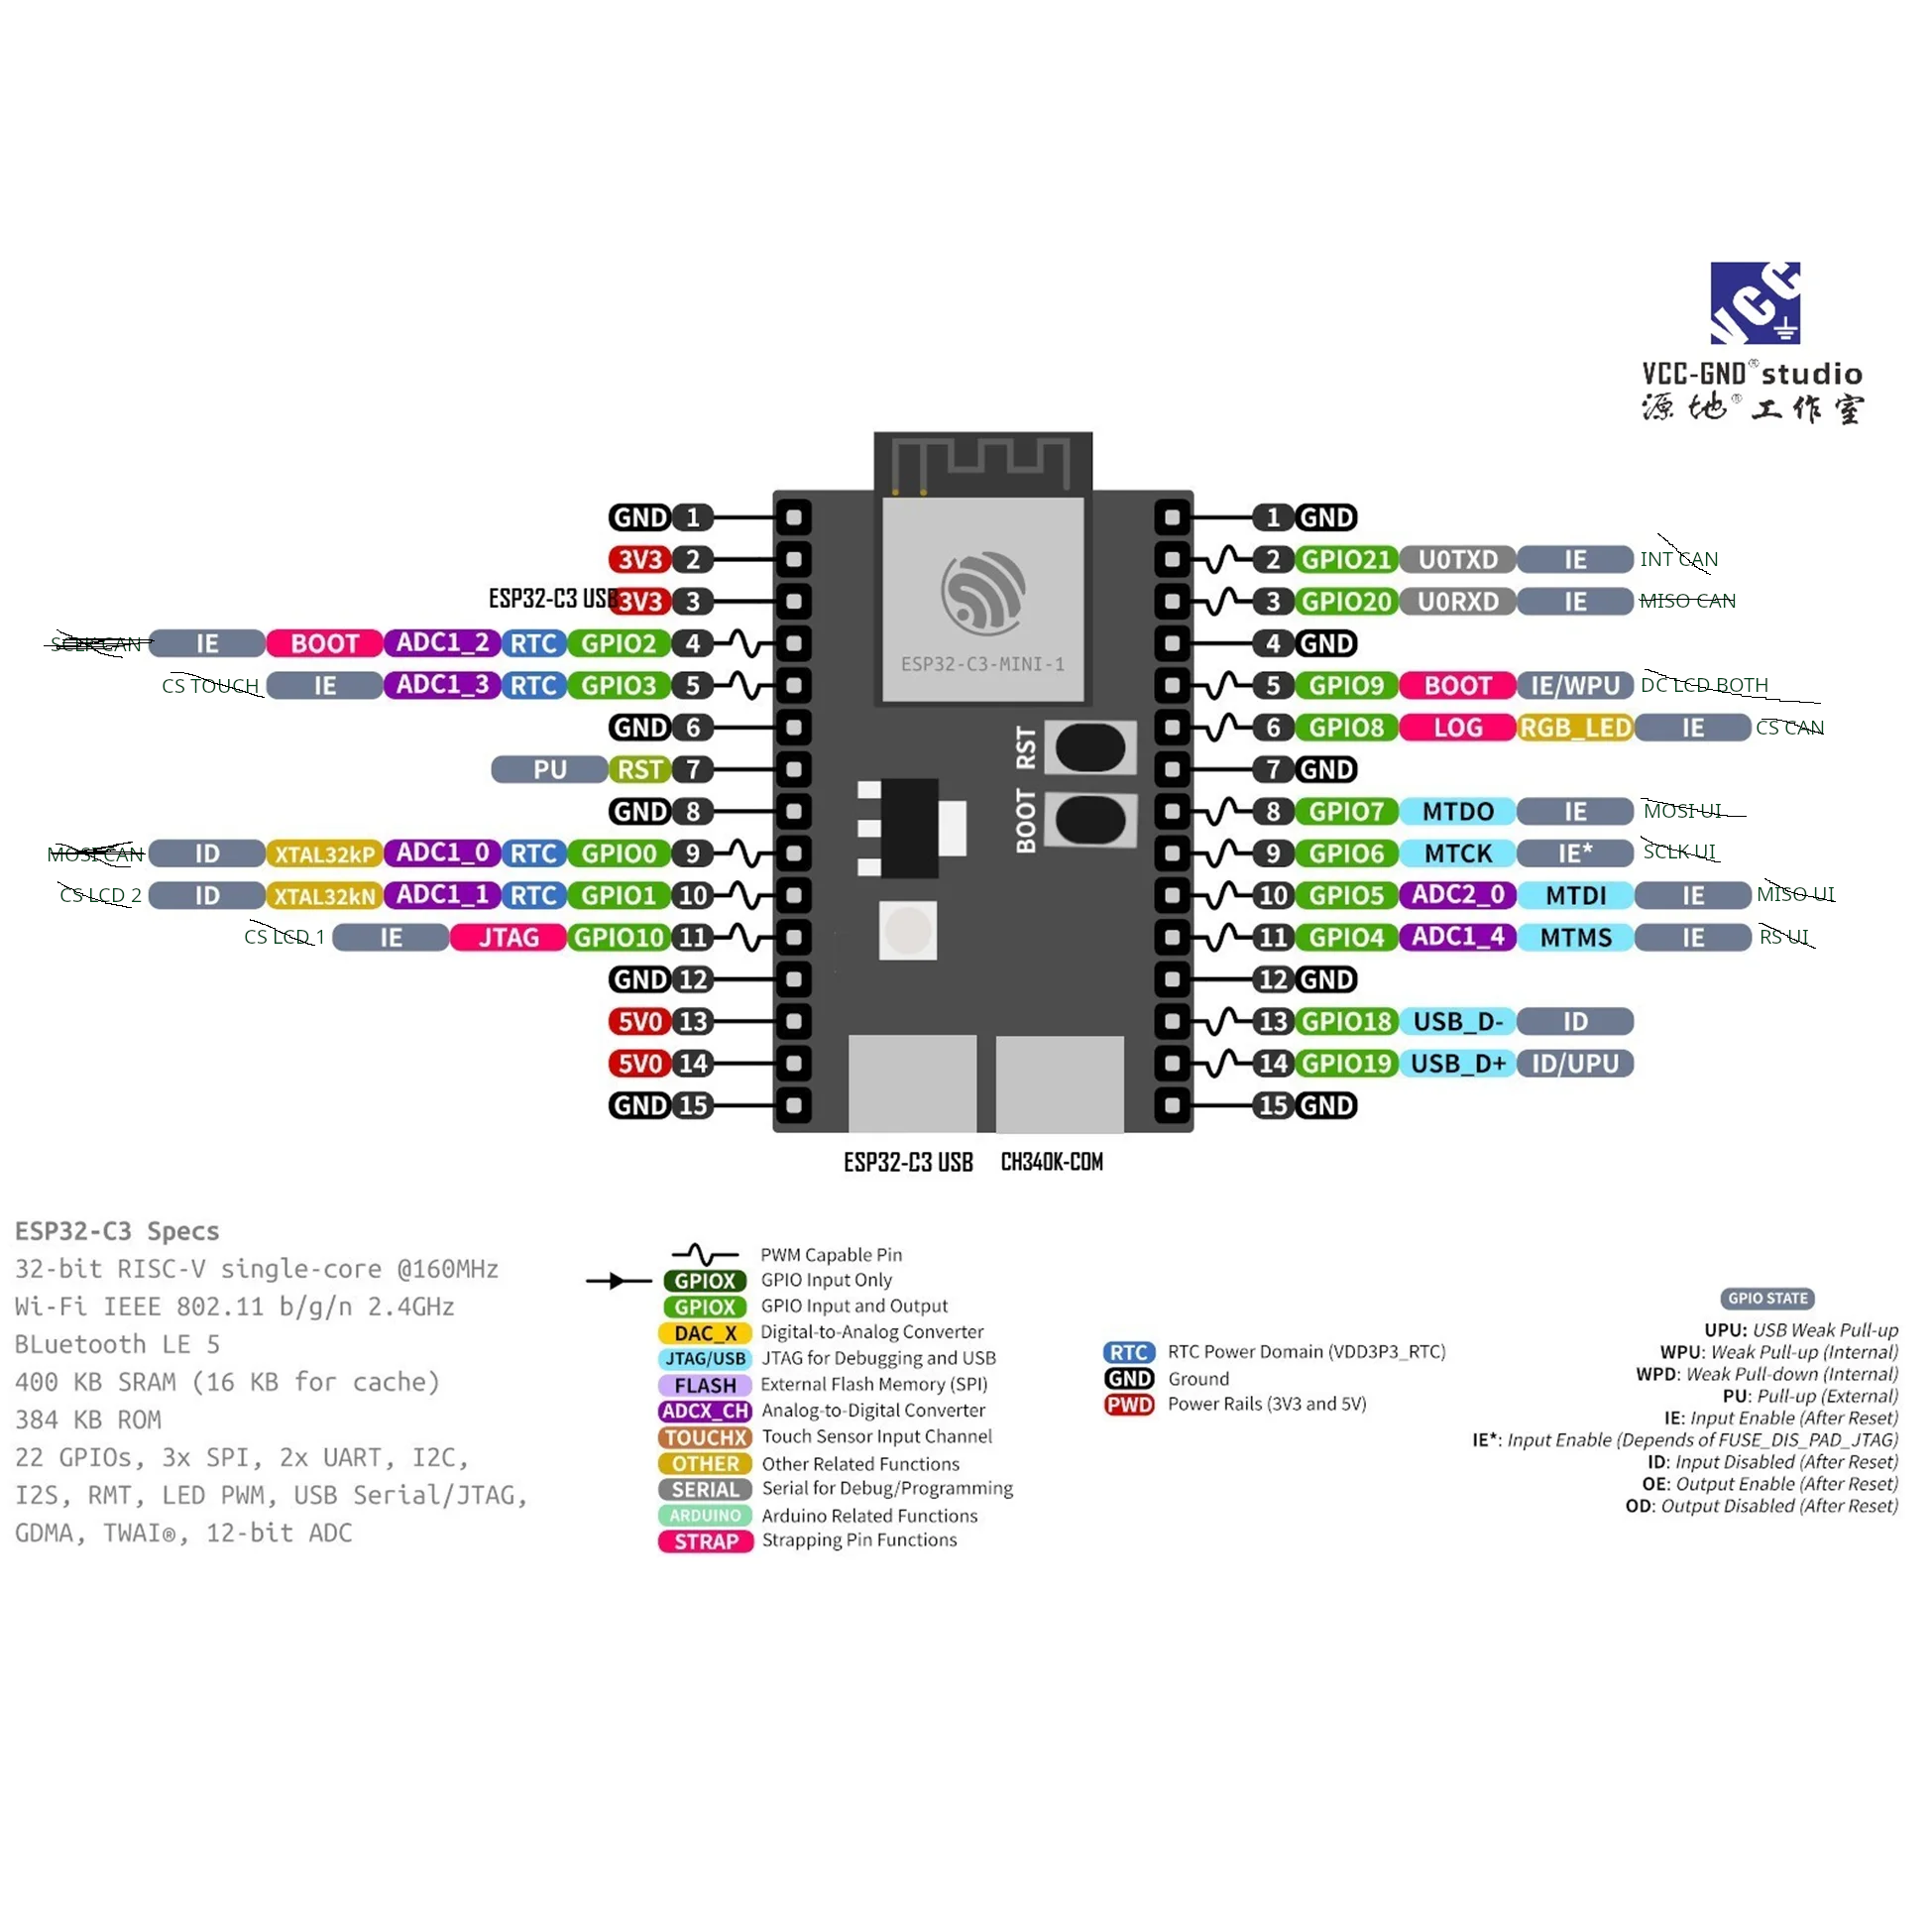 VCC
VCC-GND®studio
源地®工作室
GND 1
3V3 2
ESP32-C3 USB 3V3 3
SCLK CAN IE BOOT ADC1_2 RTC GPIO2 4
CS TOUCH IE ADC1_3 RTC GPIO3 5
GND 6
PU RST 7
GND 8
MOSI CAN ID XTAL32kP ADC1_0 RTC GPIO0 9
CS LCD 2 ID XTAL32kN ADC1_1 RTC GPIO1 10
CS LCD 1 IE JTAG GPIO10 11
GND 12
5V0 13
5V0 14
GND 15
ESP32-C3-MINI-1
RST
BOOT
ESP32-C3 USB
CH340K-COM
1 GND
2 GPIO21 U0TXD IE INT CAN
3 GPIO20 U0RXD IE MISO CAN
4 GND
5 GPIO9 BOOT IE/WPU DC LCD BOTH
6 GPIO8 LOG RGB_LED IE CS CAN
7 GND
8 GPIO7 MTDO IE MOSI UI
9 GPIO6 MTCK IE* SCLK UI
10 GPIO5 ADC2_0 MTDI IE MISO UI
11 GPIO4 ADC1_4 MTMS IE RS UI
12 GND
13 GPIO18 USB_D- ID
14 GPIO19 USB_D+ ID/UPU
15 GND
ESP32-C3 Specs
32-bit RISC-V single-core @160MHz
Wi-Fi IEEE 802.11 b/g/n 2.4GHz
BLuetooth LE 5
400 KB SRAM (16 KB for cache)
384 KB ROM
22 GPIOs, 3x SPI, 2x UART, I2C,
I2S, RMT, LED PWM, USB Serial/JTAG,
GDMA, TWAI®, 12-bit ADC
PWM Capable Pin
GPIOX GPIO Input Only
GPIOX GPIO Input and Output
DAC_X Digital-to-Analog Converter
JTAG/USB JTAG for Debugging and USB
FLASH External Flash Memory (SPI)
ADCX_CH Analog-to-Digital Converter
TOUCHX Touch Sensor Input Channel
OTHER Other Related Functions
SERIAL Serial for Debug/Programming
ARDUINO Arduino Related Functions
STRAP Strapping Pin Functions
RTC RTC Power Domain (VDD3P3_RTC)
GND Ground
PWD Power Rails (3V3 and 5V)
GPIO STATE
UPU: USB Weak Pull-up
WPU: Weak Pull-up (Internal)
WPD: Weak Pull-down (Internal)
PU: Pull-up (External)
IE: Input Enable (After Reset)
IE*: Input Enable (Depends of FUSE_DIS_PAD_JTAG)
ID: Input Disabled (After Reset)
OE: Output Enable (After Reset)
OD: Output Disabled (After Reset)